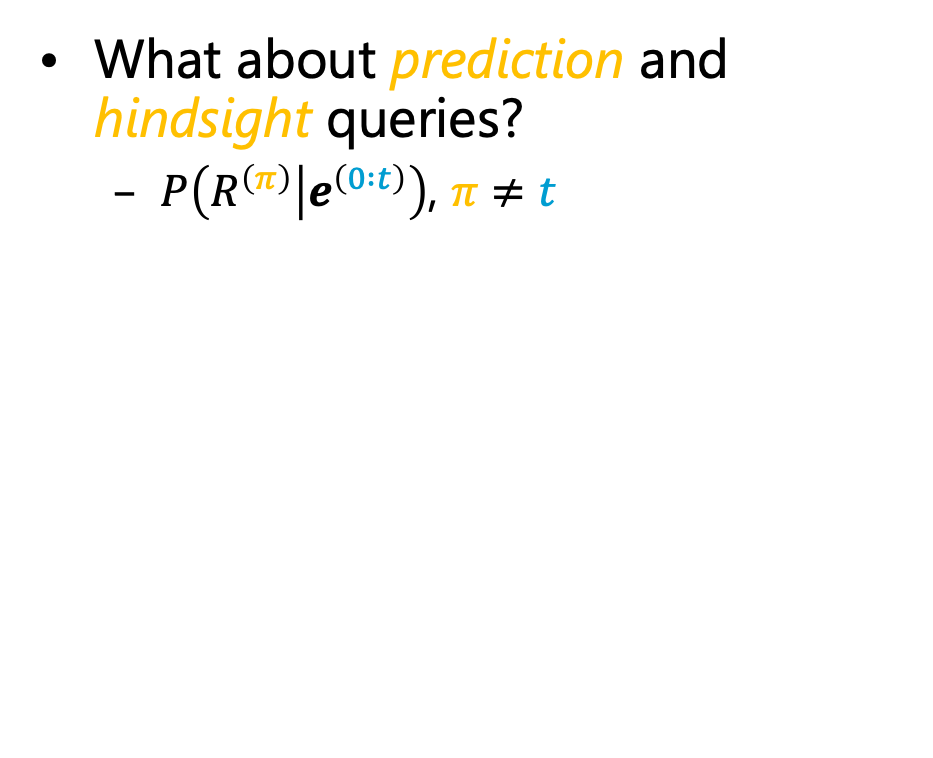 • What about prediction and
hindsight queries?
– P(R^(π)|e^(0:t)), π ≠ t